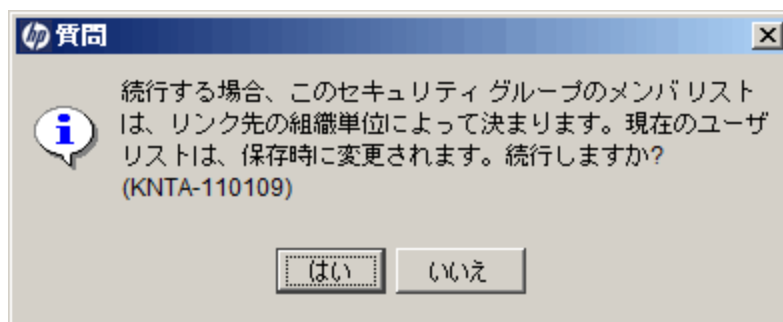 hp 質問
続行する場合、このセキュリティ グループのメンバ リスト
は、リンク先の組織単位によって決まります。現在のユーザ
リストは、保存時に変更されます。続行しますか?
(KNTA-110109)
はい いいえ